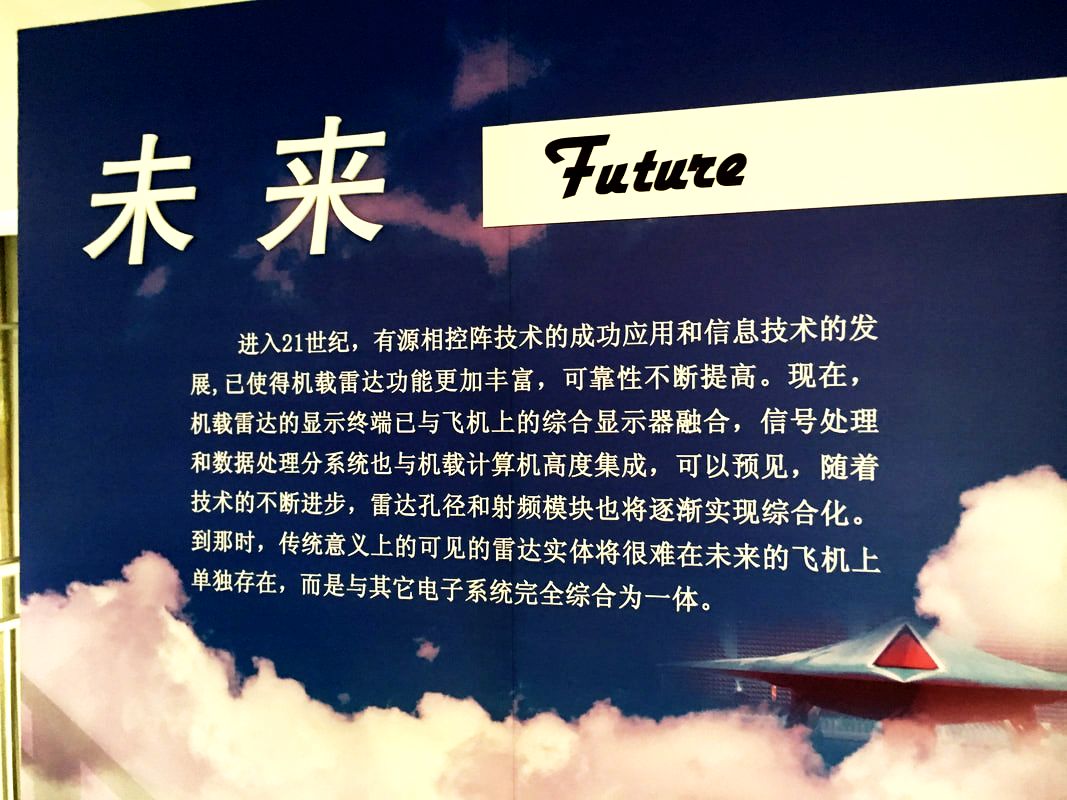 未来
Future
进入21世纪，有源相控阵技术的成功应用和信息技术的发
展,已使得机载雷达功能更加丰富，可靠性不断提高。现在，
机载雷达的显示终端已与飞机上的综合显示器融合，信号处理
和数据处理分系统也与机载计算机高度集成，可以预见，随着
技术的不断进步，雷达孔径和射频模块也将逐渐实现综合化。
到那时，传统意义上的可见的雷达实体将很难在未来的飞机上
单独存在，而是与其它电子系统完全综合为一体。